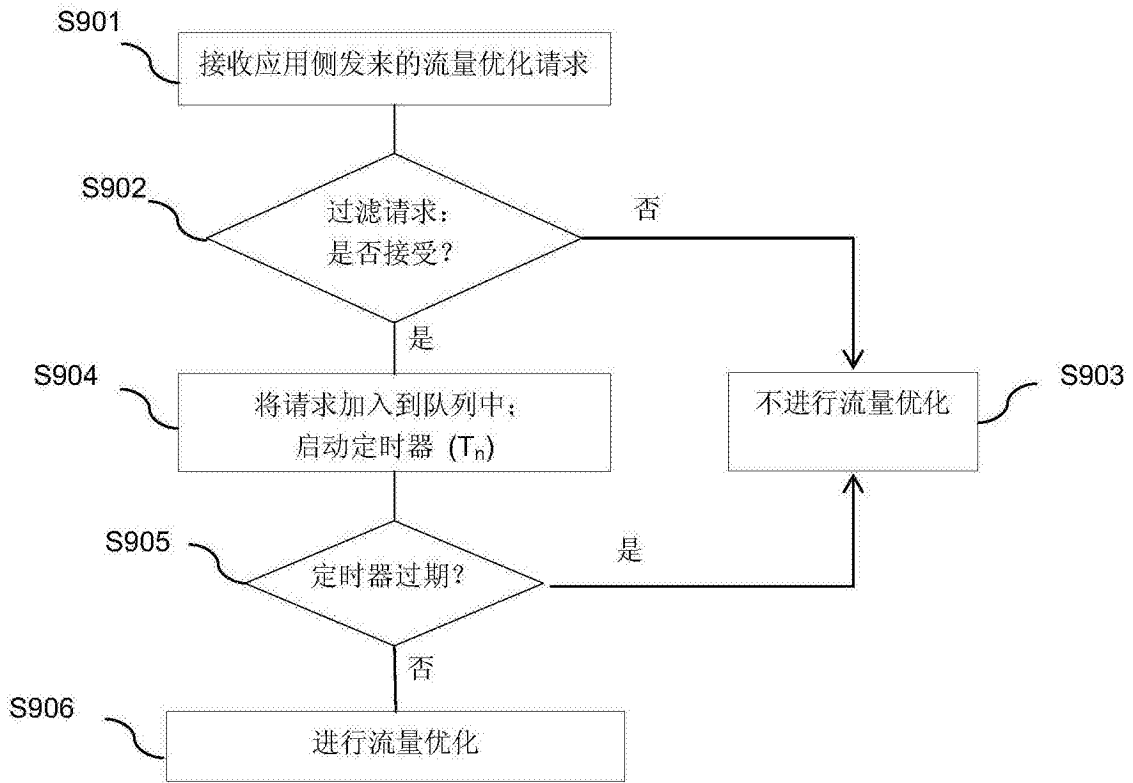 S901
接收应用侧发来的流量优化请求
S902
过滤请求；
是否接受？
否
是
S904
将请求加入到队列中；
启动定时器 (Tn)
S903
不进行流量优化
S905
定时器过期？
是
否
S906
进行流量优化